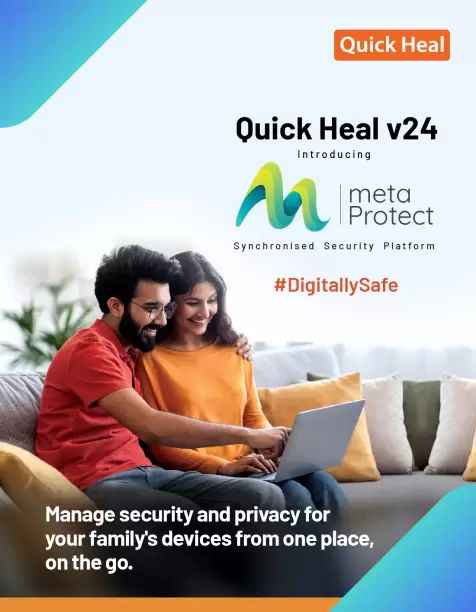 Quick Heal
Quick Heal v24
Introducing
meta
Protect
Synchronised Security Platform
#DigitallySafe
Manage security and privacy for
your family's devices from one place,
on the go.